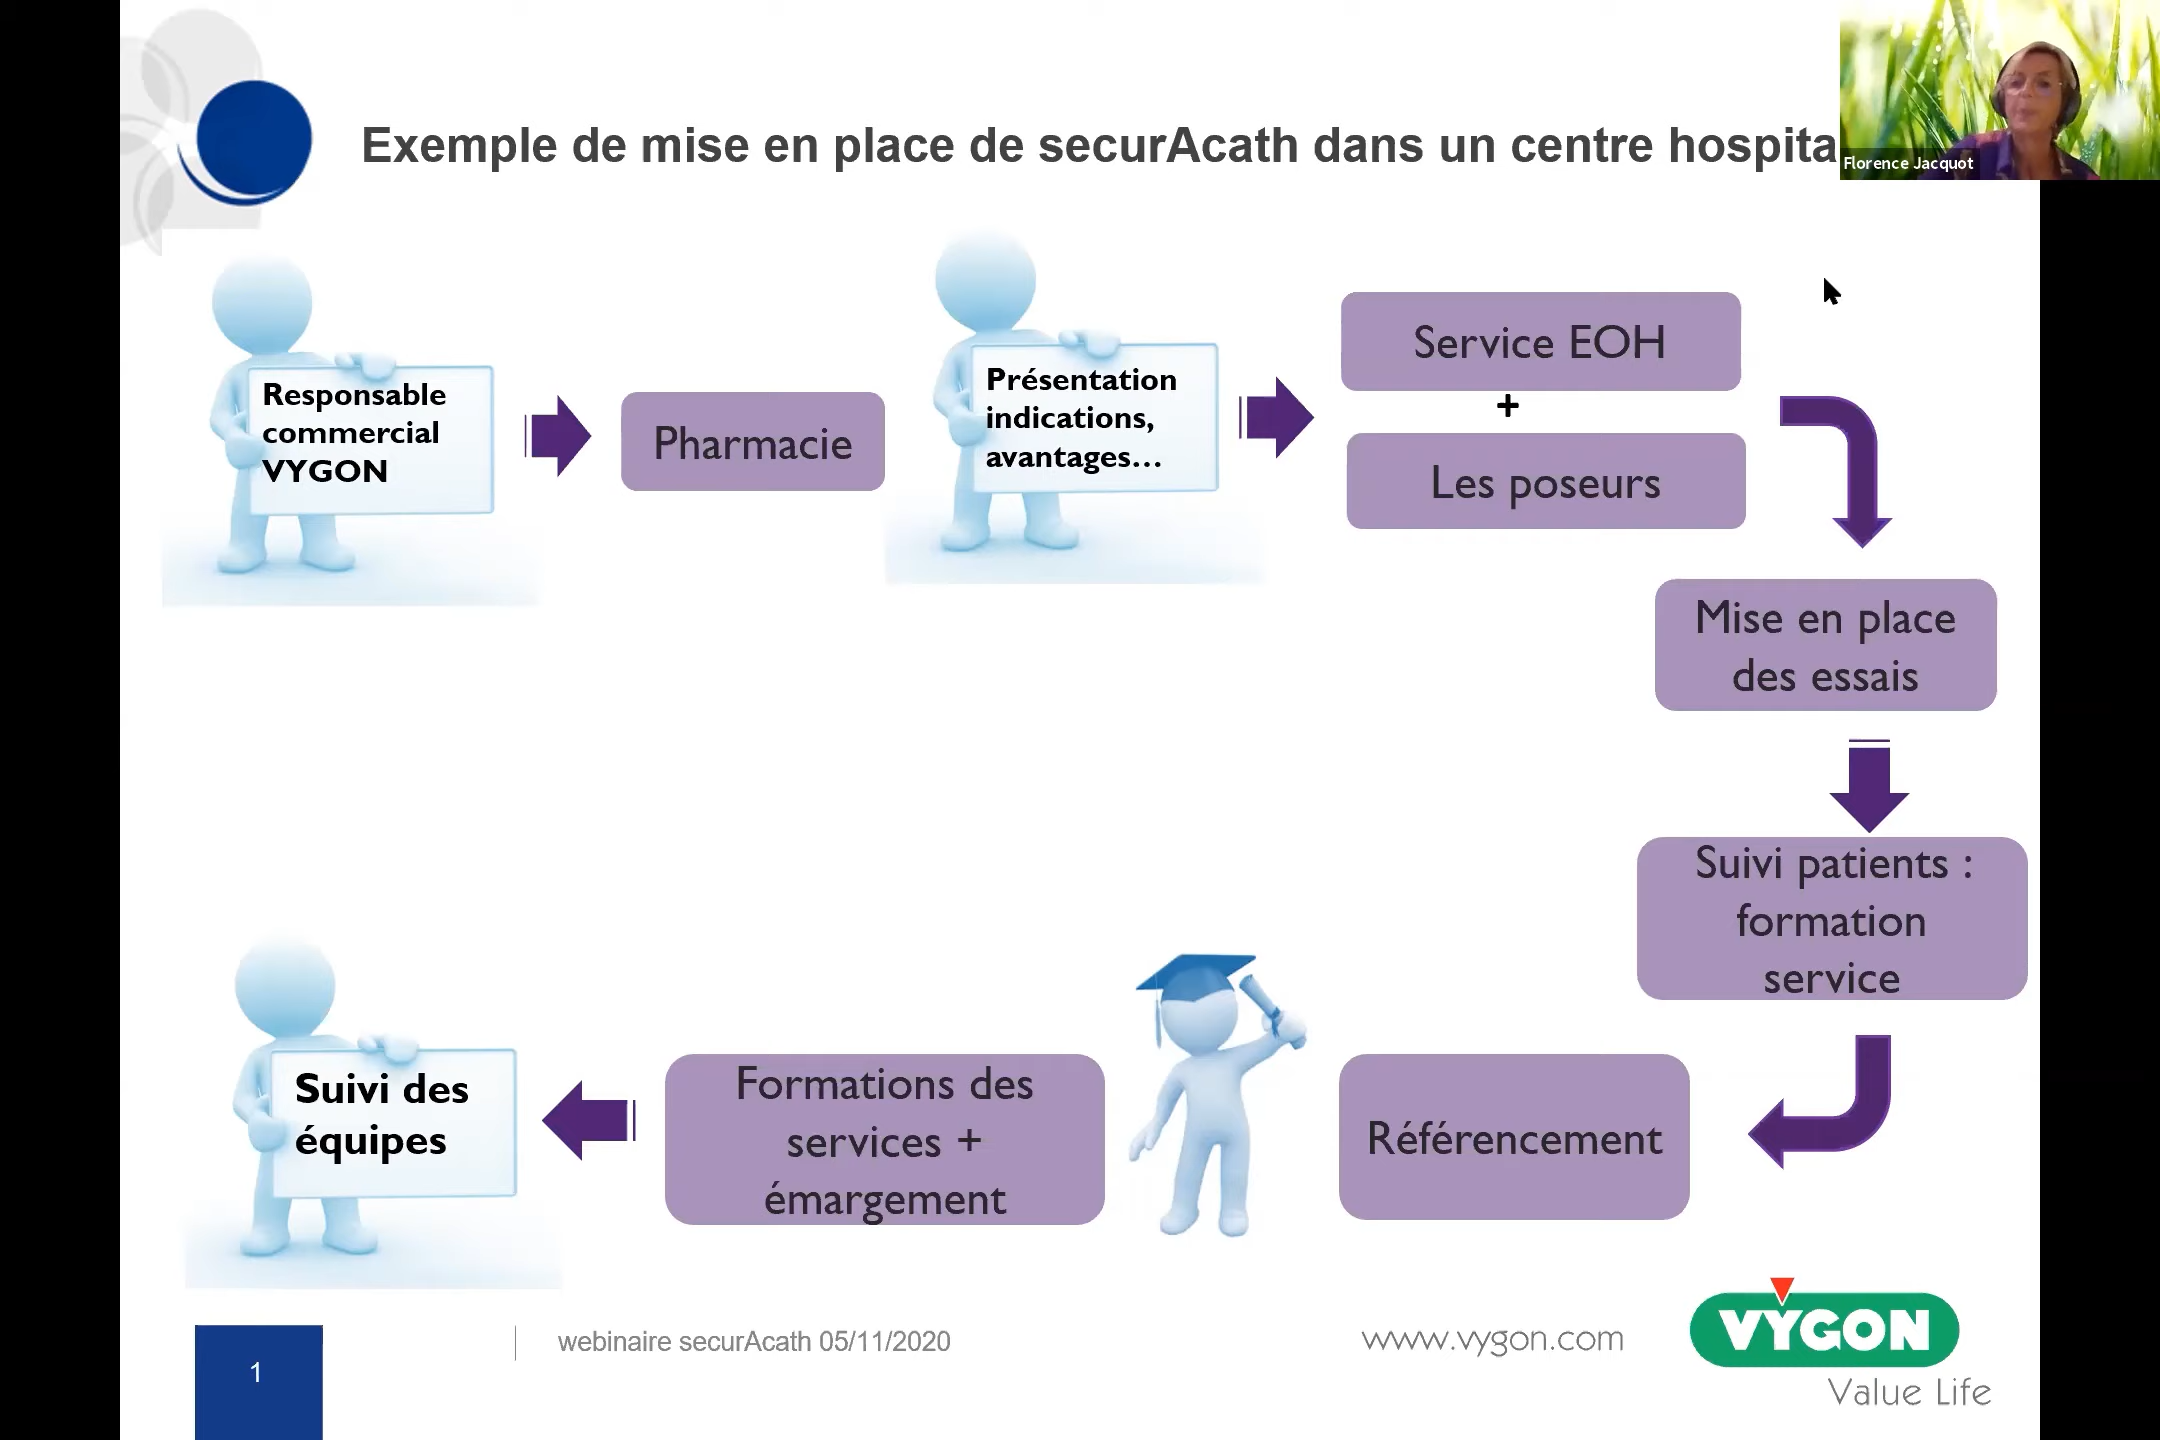 Exemple de mise en place de securAcath dans un centre hospita
Florence Jacquot
Responsable
commercial
VYGON
Pharmacie
Présentation
indications,
avantages...
Service EOH
+
Les poseurs
Mise en place
des essais
Suivi patients :
formation
service
Référencement
Formations des
services +
émargement
Suivi des
équipes
1
webinaire securAcath 05/11/2020
www.vygon.com
VYGON
Value Life